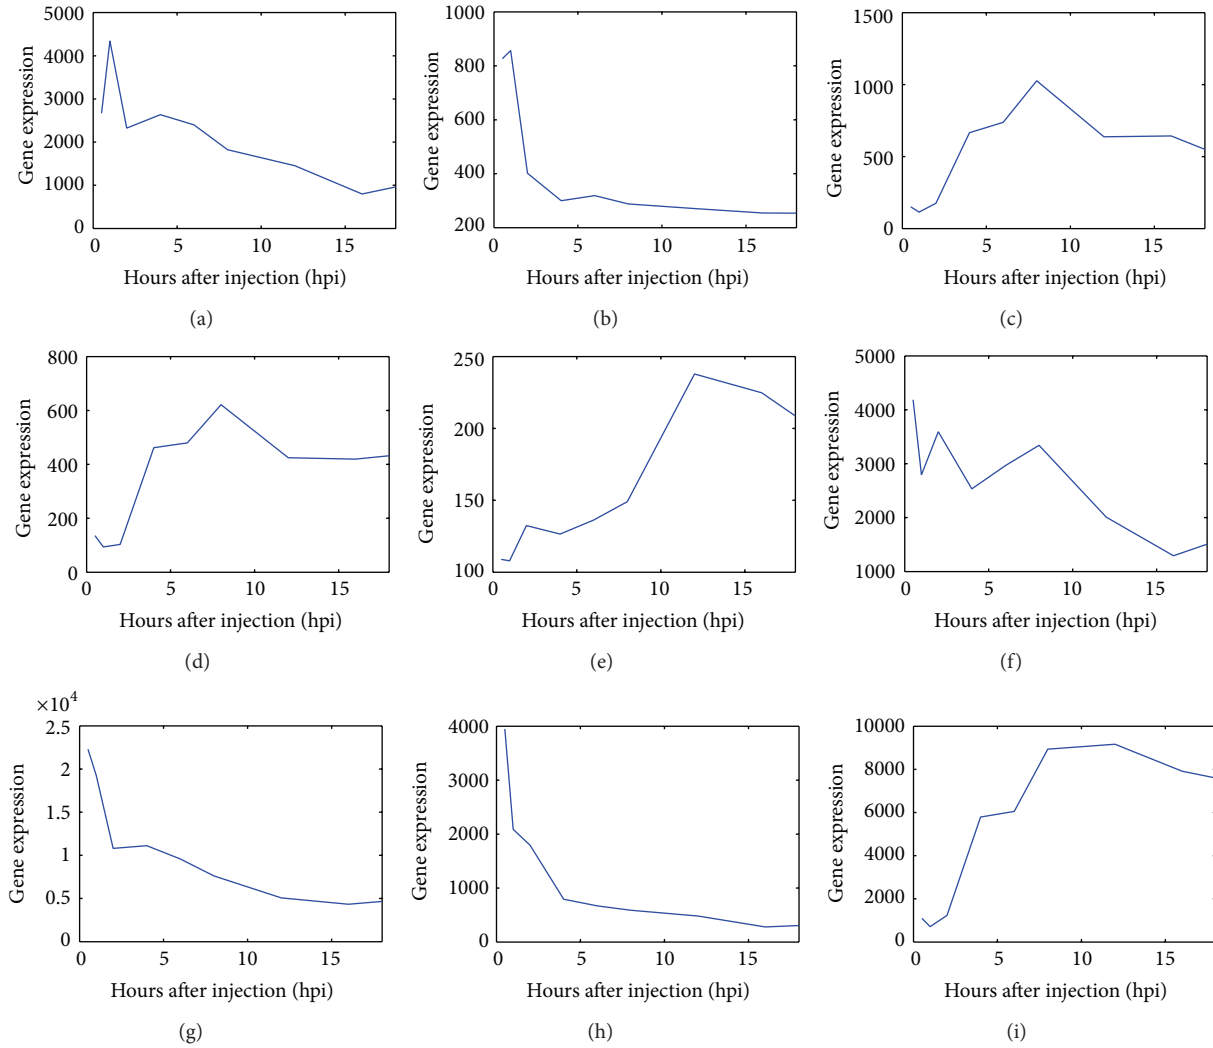 5000
4000
3000
2000
1000
0
Gene expression
0 5 10 15
Hours after injection (hpi)
(a)
1000
800
600
400
200
Gene expression
0 5 10 15
Hours after injection (hpi)
(b)
1500
1000
500
0
Gene expression
0 5 10 15
Hours after injection (hpi)
(c)
800
600
400
200
0
Gene expression
0 5 10 15
Hours after injection (hpi)
(d)
250
200
150
100
Gene expression
0 5 10 15
Hours after injection (hpi)
(e)
5000
4000
3000
2000
1000
Gene expression
0 5 10 15
Hours after injection (hpi)
(f)
×10⁴
2.5
2
1.5
1
0.5
0
Gene expression
0 5 10 15
Hours after injection (hpi)
(g)
4000
3000
2000
1000
0
Gene expression
0 5 10 15
Hours after injection (hpi)
(h)
10000
8000
6000
4000
2000
0
Gene expression
0 5 10 15
Hours after injection (hpi)
(i)